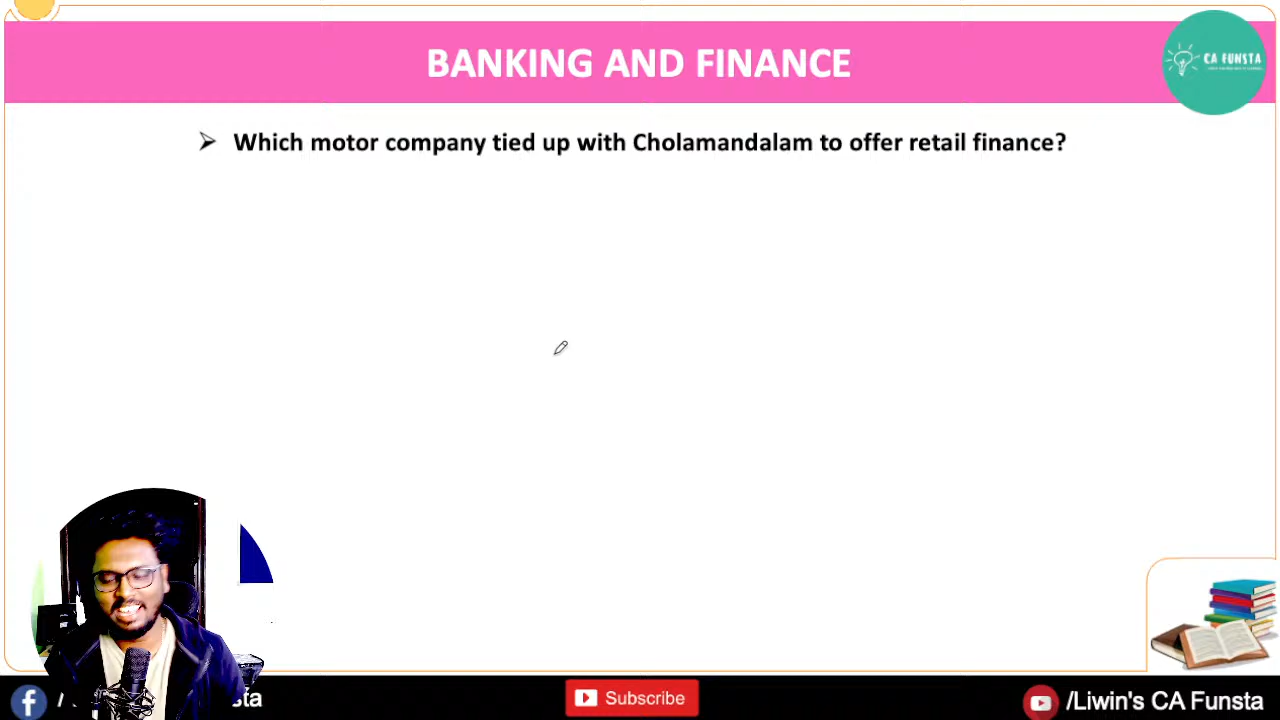 BANKING AND FINANCE
CA FUNSTA
➢ Which motor company tied up with Cholamandalam to offer retail finance?
f /
sta
Subscribe
/Liwin's CA Funsta